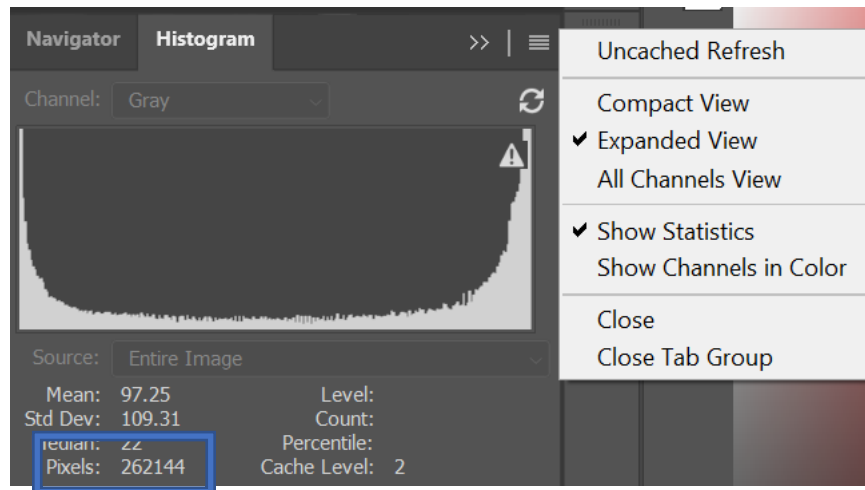 Navigator Histogram >>
Channel: Gray
Source: Entire Image
Mean: 97.25 Level:
Std Dev: 109.31 Count:
Median: 22 Percentile:
Pixels: 262144 Cache Level: 2
Uncached Refresh
Compact View
Expanded View
All Channels View
Show Statistics
Show Channels in Color
Close
Close Tab Group